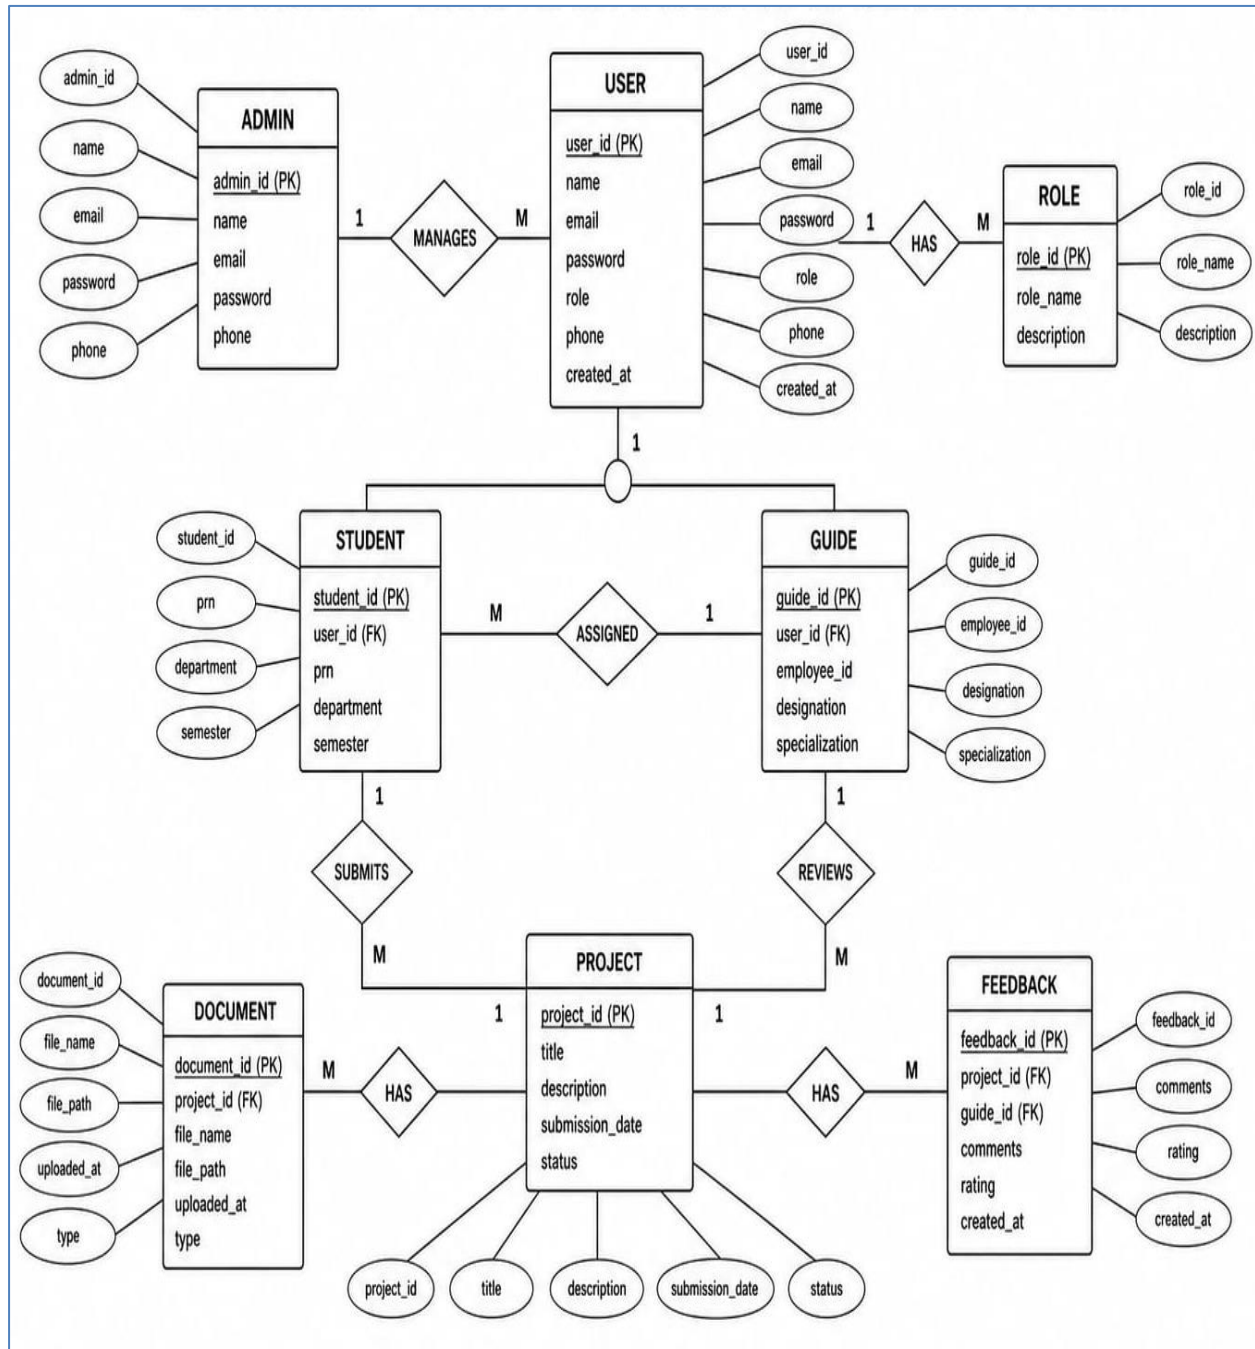 admin_id
name
email
password
phone
ADMIN
admin_id (PK)
name
email
password
phone
1
MANAGES
M
USER
user_id (PK)
name
email
password
role
phone
created_at
user_id
name
email
password
role
phone
created_at
1
HAS
M
ROLE
role_id (PK)
role_name
description
role_id
role_name
description
1
student_id
prn
department
semester
STUDENT
student_id (PK)
user_id (FK)
prn
department
semester
M
ASSIGNED
1
GUIDE
guide_id (PK)
user_id (FK)
employee_id
designation
specialization
guide_id
employee_id
designation
specialization
1
SUBMITS
M
1
REVIEWS
M
document_id
file_name
file_path
uploaded_at
type
DOCUMENT
document_id (PK)
project_id (FK)
file_name
file_path
uploaded_at
type
M
HAS
1
PROJECT
project_id (PK)
title
description
submission_date
status
project_id
title
description
submission_date
status
1
HAS
M
FEEDBACK
feedback_id (PK)
project_id (FK)
guide_id (FK)
comments
rating
created_at
feedback_id
comments
rating
created_at